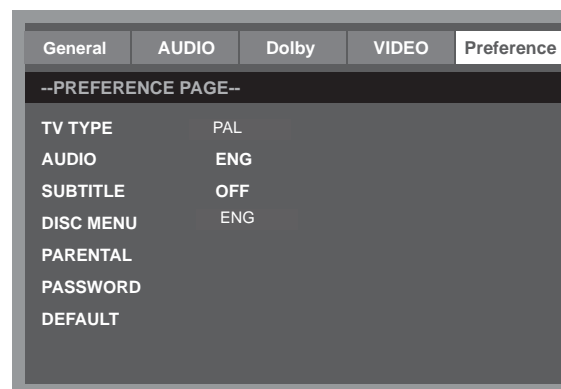 General AUDIO Dolby VIDEO Preference
--PREFERENCE PAGE--
TV TYPE PAL
AUDIO ENG
SUBTITLE OFF
DISC MENU ENG
PARENTAL
PASSWORD
DEFAULT